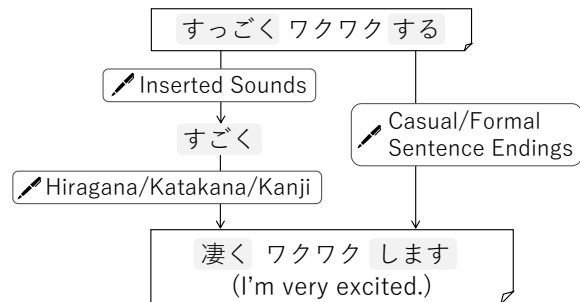 すっごく ワクワク する
Inserted Sounds
すごく
Casual/Formal
Sentence Endings
Hiragana/Katakana/Kanji
凄く ワクワク します
(I'm very excited.)